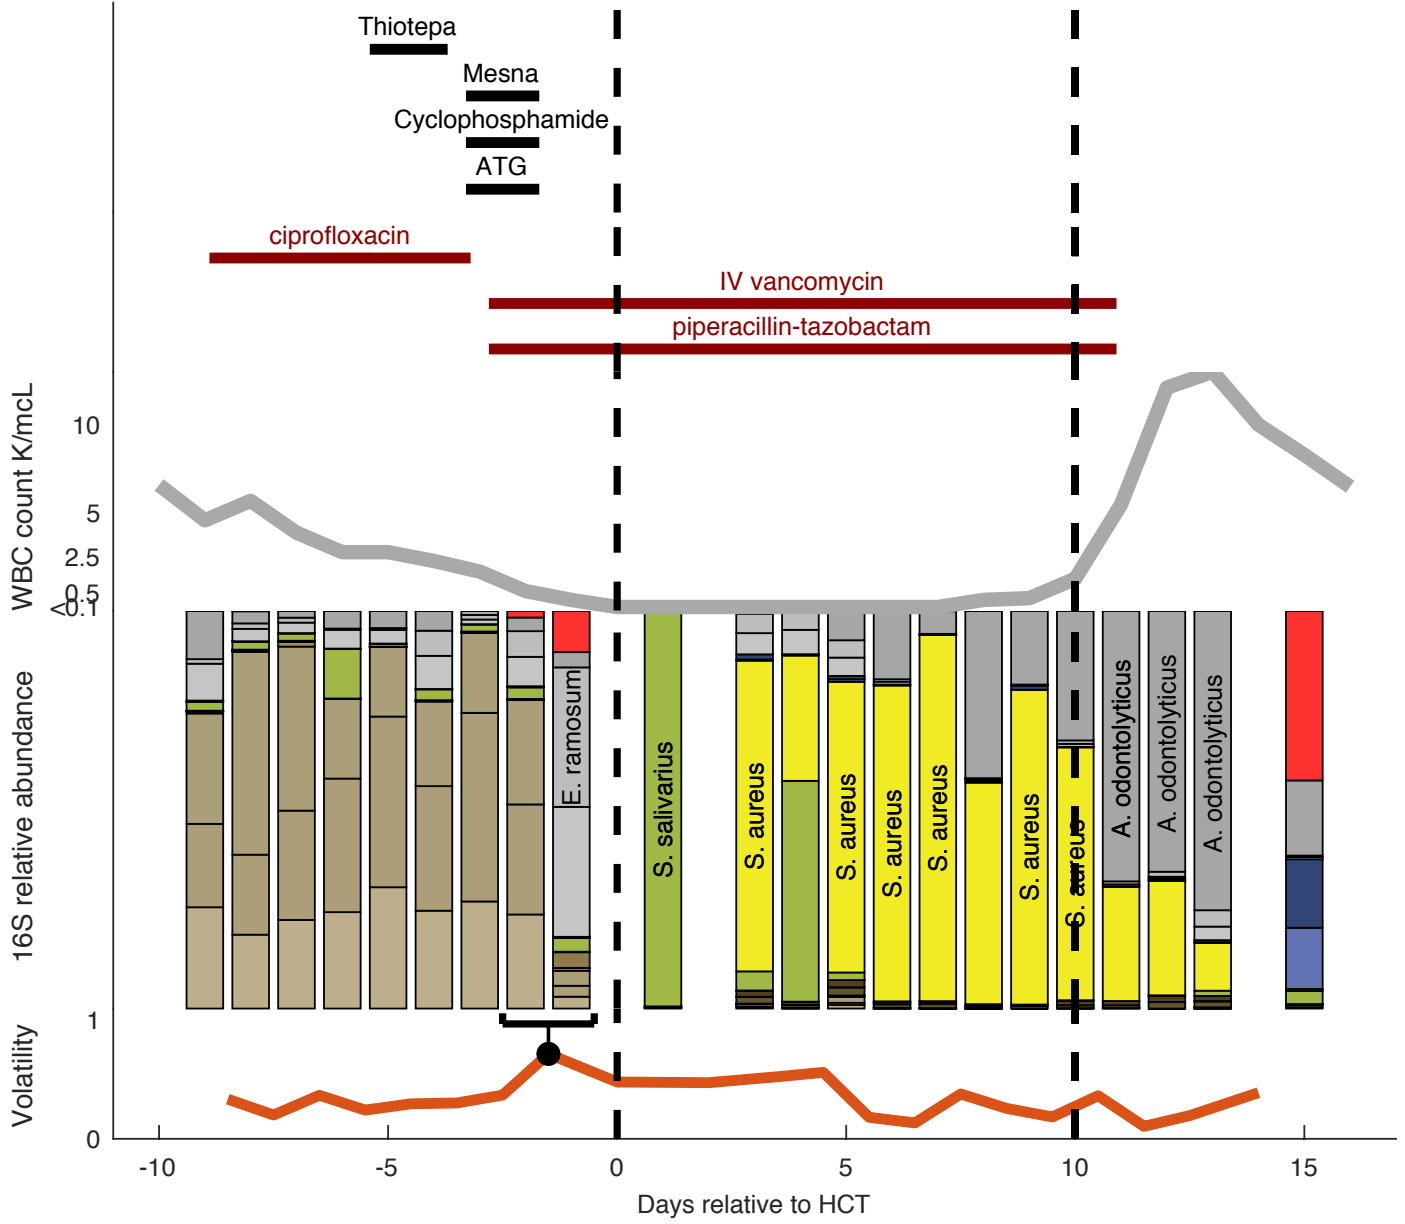 Thiotepa
Mesna
Cyclophosphamide
ATG
ciprofloxacin
IV vancomycin
piperacillin-tazobactam
WBC count K/mcL
10
5
2.5
0.5
<0.1
16S relative abundance
E. ramosum
S. salivarius
S. aureus
S. aureus
S. aureus
S. aureus
S. aureus
S. aureus
A. odontolyticus
A. odontolyticus
A. odontolyticus
Volatility
1
0
-10
-5
0
5
10
15
Days relative to HCT